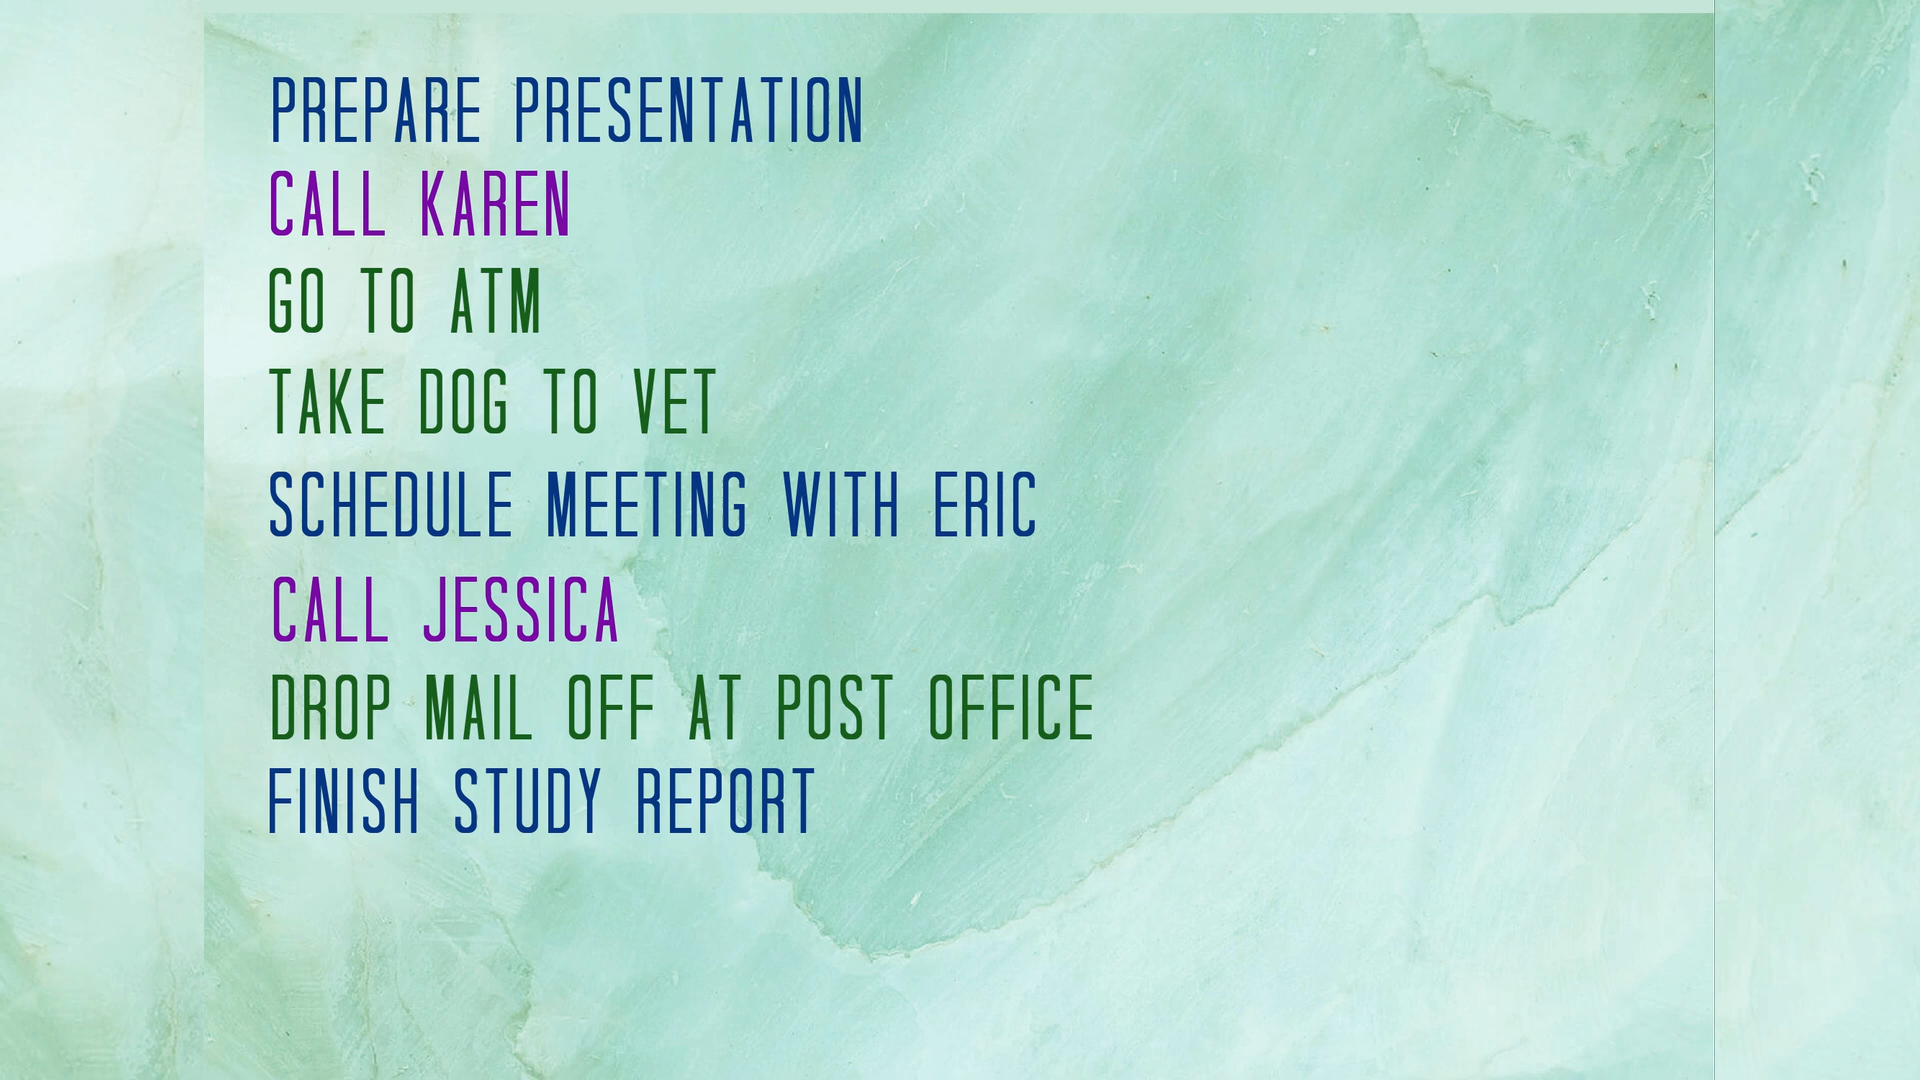 PREPARE PRESENTATION
CALL KAREN
GO TO ATM
TAKE DOG TO VET
SCHEDULE MEETING WITH ERIC
CALL JESSICA
DROP MAIL OFF AT POST OFFICE
FINISH STUDY REPORT